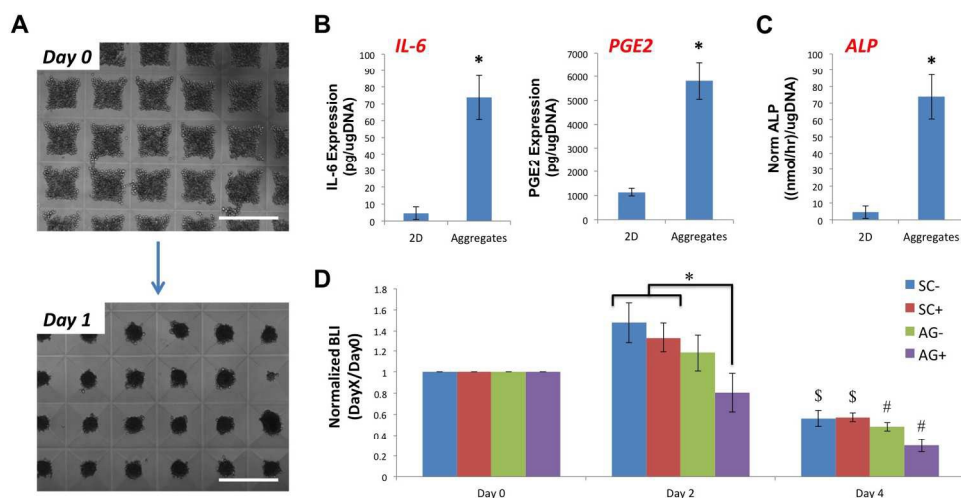 A
Day 0
Day 1
B
IL-6
*
IL-6 Expression
(pg/ugDNA)
90
80
70
60
50
40
30
20
10
0
2D
Aggregates
PGE2
*
PGE2 Expression
(pg/ugDNA)
7000
6000
5000
4000
3000
2000
1000
0
2D
Aggregates
C
ALP
*
Norm ALP
((nmol/hr)/ugDNA)
90
80
70
60
50
40
30
20
10
0
2D
Aggregates
D
Normalized BLI
(DayX/Day0)
1.8
1.6
1.4
1.2
1
0.8
0.6
0.4
0.2
0
*
$
$
#
#
Day 0
Day 2
Day 4
SC-
SC+
AG-
AG+